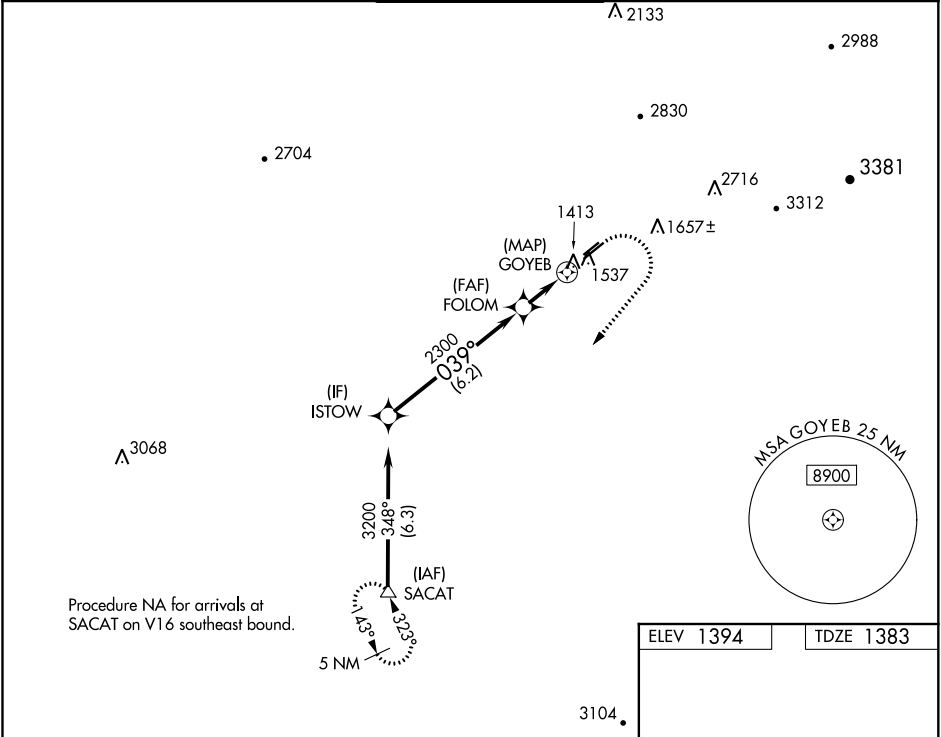 2133
2988
2830
2704
3381
2716
3312
1413
1657±
(MAP)
GOYEB
1537
(FAF)
FOLOM
2300
039°
(6.2)
(IF)
ISTOW
3068
MSA GOYEB 25 NM
8900
3200
348°
(6.3)
(IAF)
SACAT
Procedure NA for arrivals at
SACAT on V16 southeast bound.
143°
323°
5 NM
ELEV 1394
TDZE 1383
3104